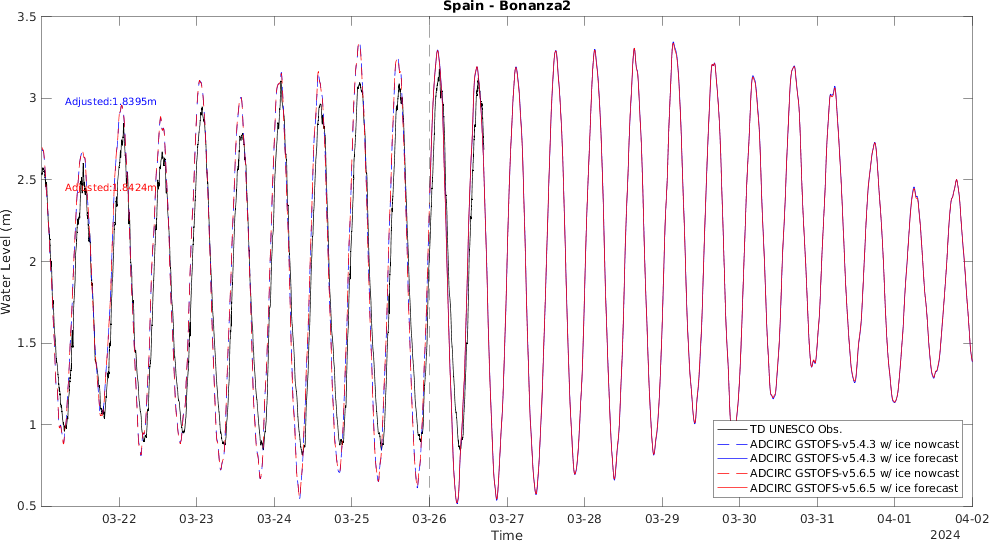 Spain - Bonanza2
3.5
3
2.5
2
1.5
1
0.5
Water Level (m)
Adjusted:1.8395m
Adjusted:1.8424m
TD UNESCO Obs.
ADCIRC GSTOFS-v5.4.3 w/ ice nowcast
ADCIRC GSTOFS-v5.4.3 w/ ice forecast
ADCIRC GSTOFS-v5.6.5 w/ ice nowcast
ADCIRC GSTOFS-v5.6.5 w/ ice forecast
03-22 03-23 03-24 03-25 03-26 03-27 03-28 03-29 03-30 03-31 04-01 04-02
Time
2024